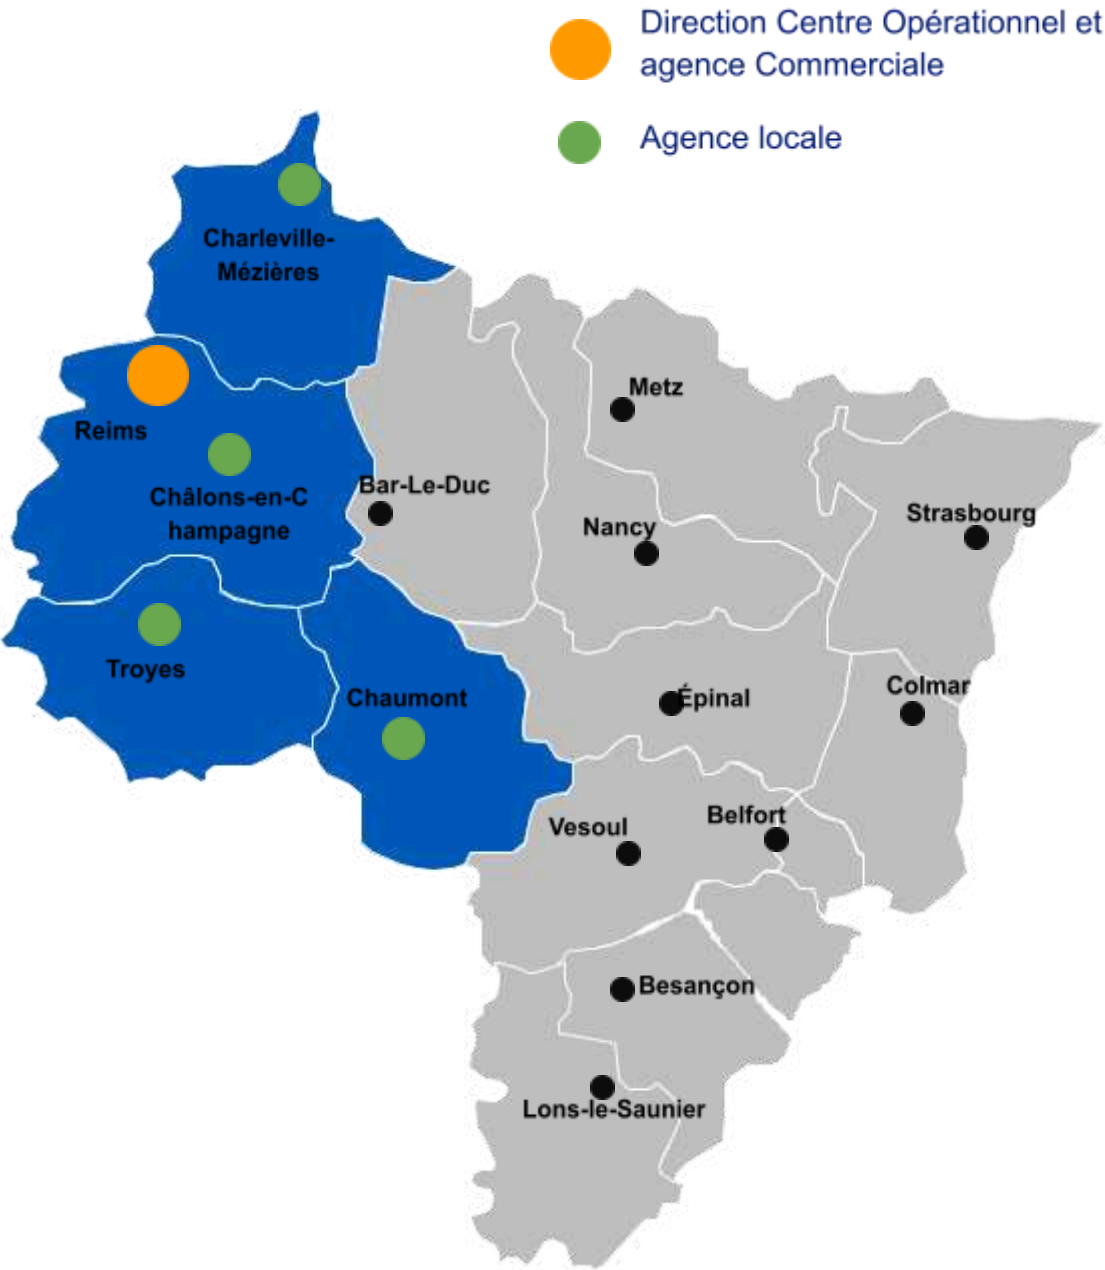 Direction Centre Opérationnel et
agence Commerciale
Agence locale
Charleville-
Mézières
Metz
Reims
Bar-Le-Duc
Châlons-en-C
hampagne
Strasbourg
Nancy
Troyes
Colmar
Chaumont
Épinal
Belfort
Vesoul
Besançon
Lons-le-Saunier